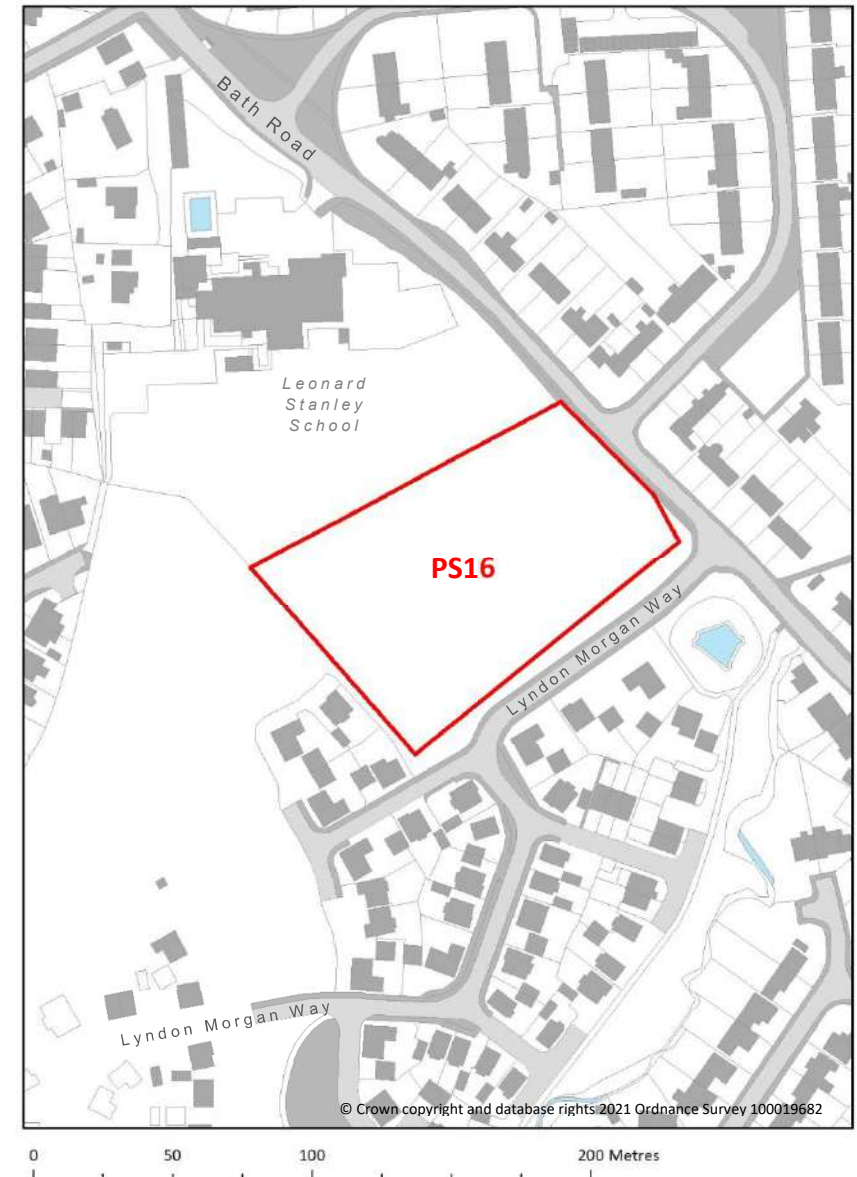 Bath Road
Leonard
Stanley
School
PS16
Lyndon Morgan Way
Lyndon Morgan Way
© Crown copyright and database rights 2021 Ordnance Survey 100019682
0 50 100 200 Metres